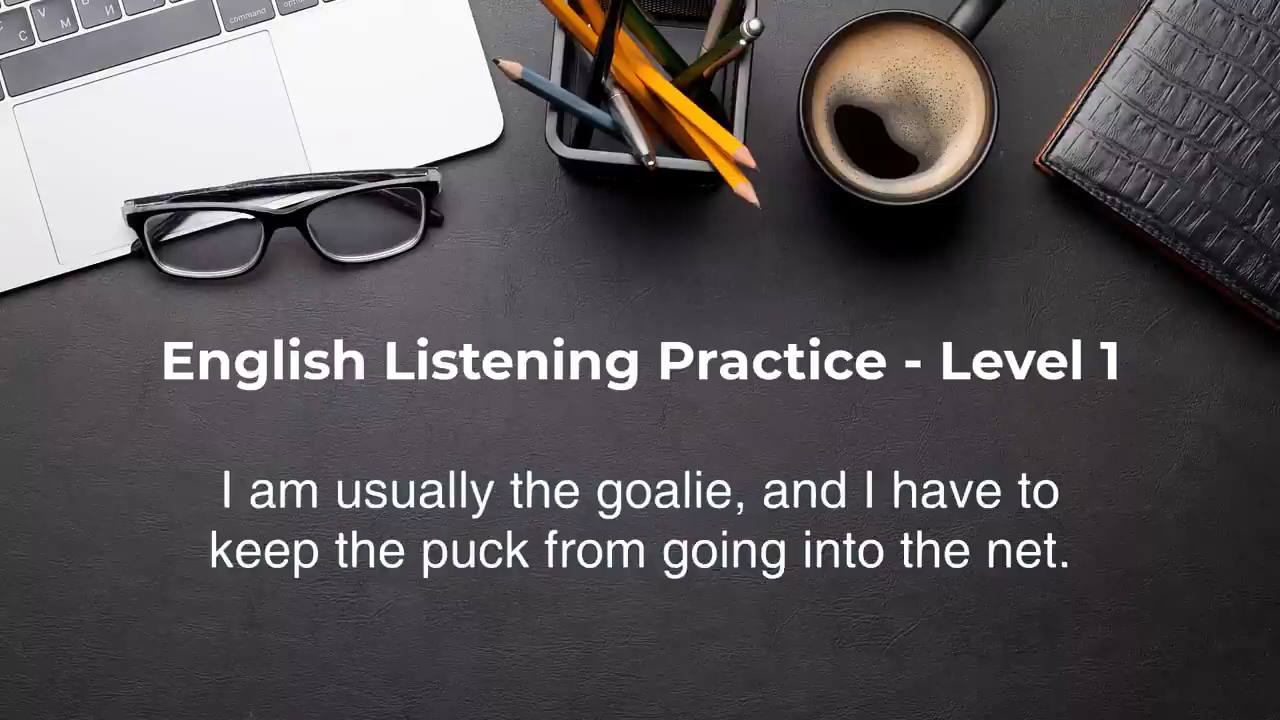 C
V
М
И
command
English Listening Practice - Level 1
I am usually the goalie, and I have to
keep the puck from going into the net.